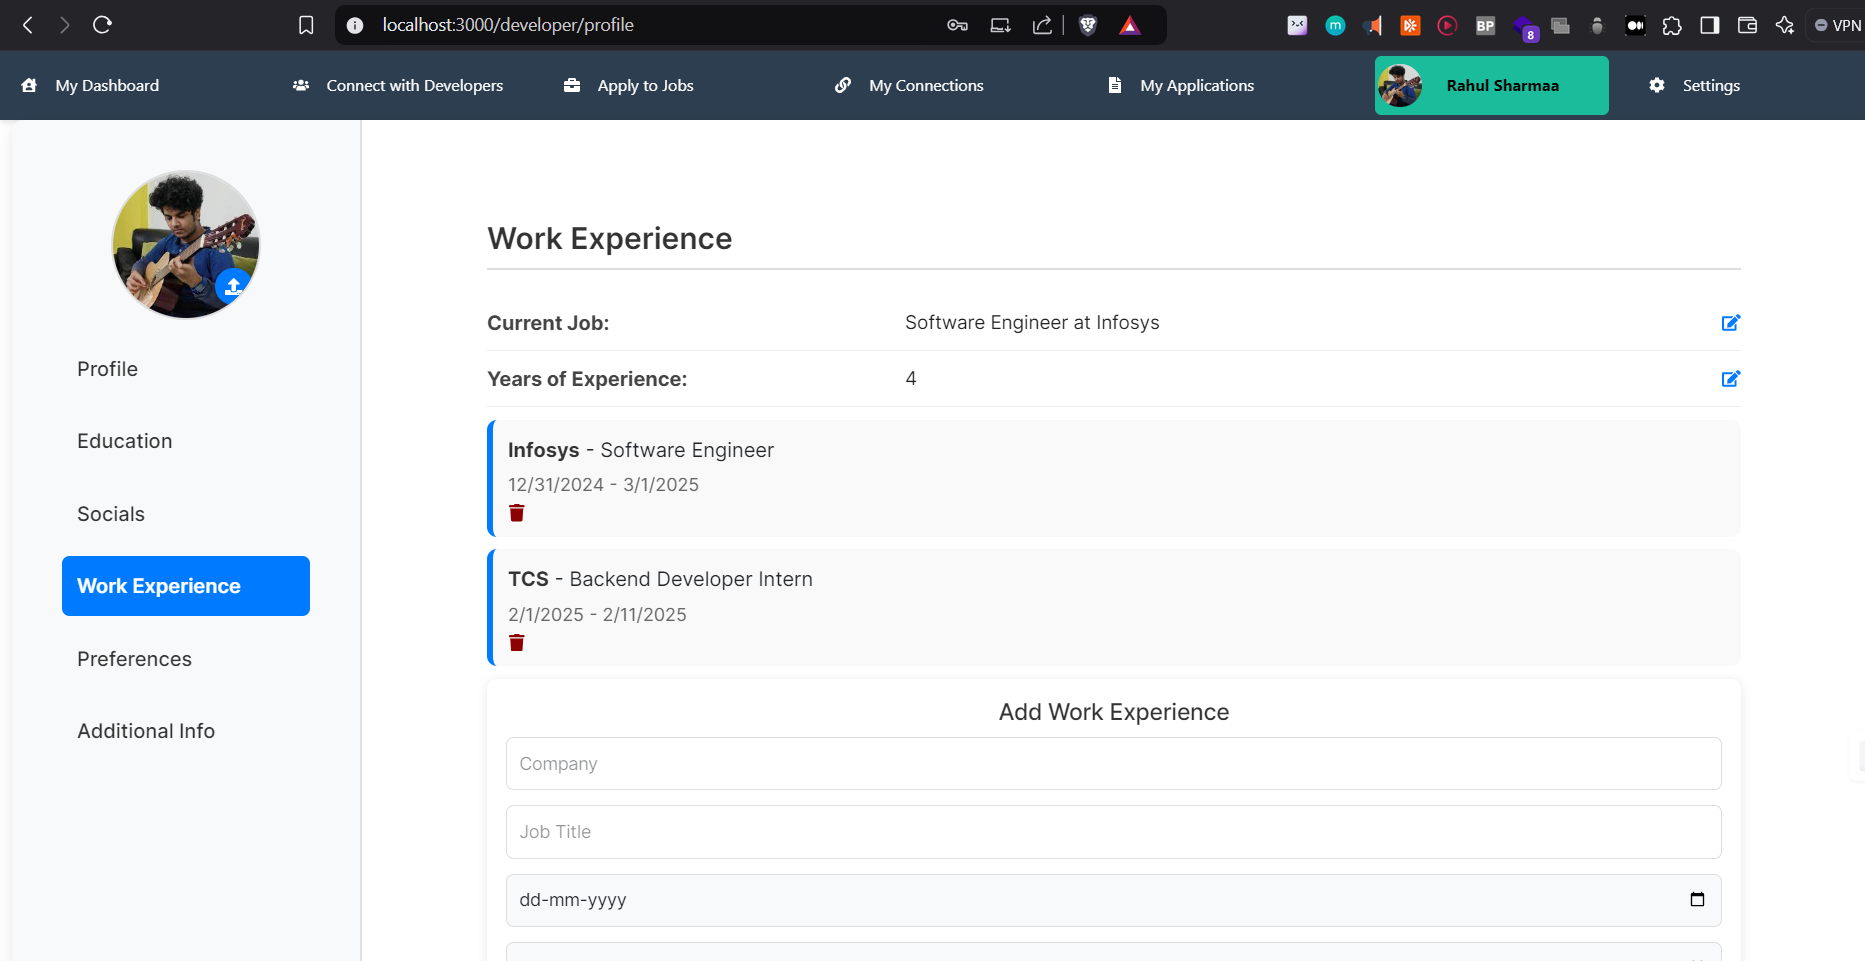 localhost:3000/developer/profile
BP
8
VPN
My Dashboard
Connect with Developers
Apply to Jobs
My Connections
My Applications
Rahul Sharmaa
Settings
Profile
Education
Socials
Work Experience
Preferences
Additional Info
Work Experience
Current Job:
Software Engineer at Infosys
Years of Experience:
4
Infosys - Software Engineer
12/31/2024 - 3/1/2025
TCS - Backend Developer Intern
2/1/2025 - 2/11/2025
Add Work Experience
Company
Job Title
dd-mm-yyyy